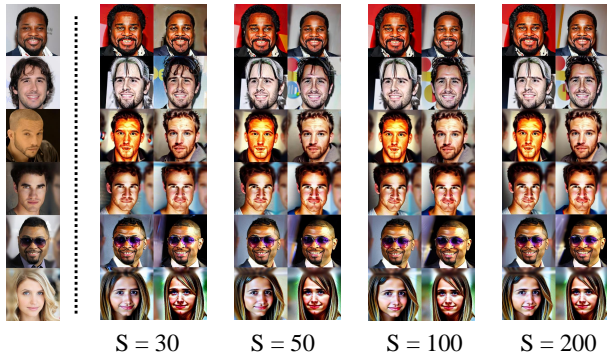 S = 30 S = 50 S = 100 S = 200